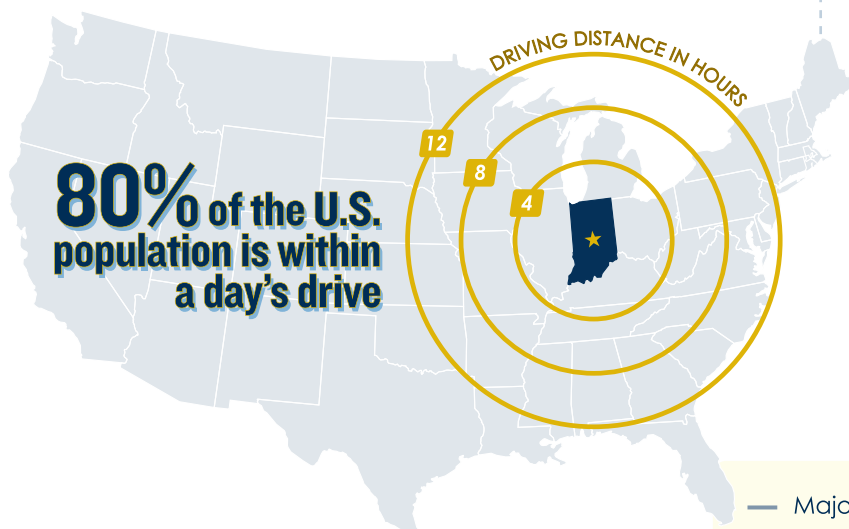 DRIVING DISTANCE IN HOURS
12
8
4
80% of the U.S.
population is within
a day's drive